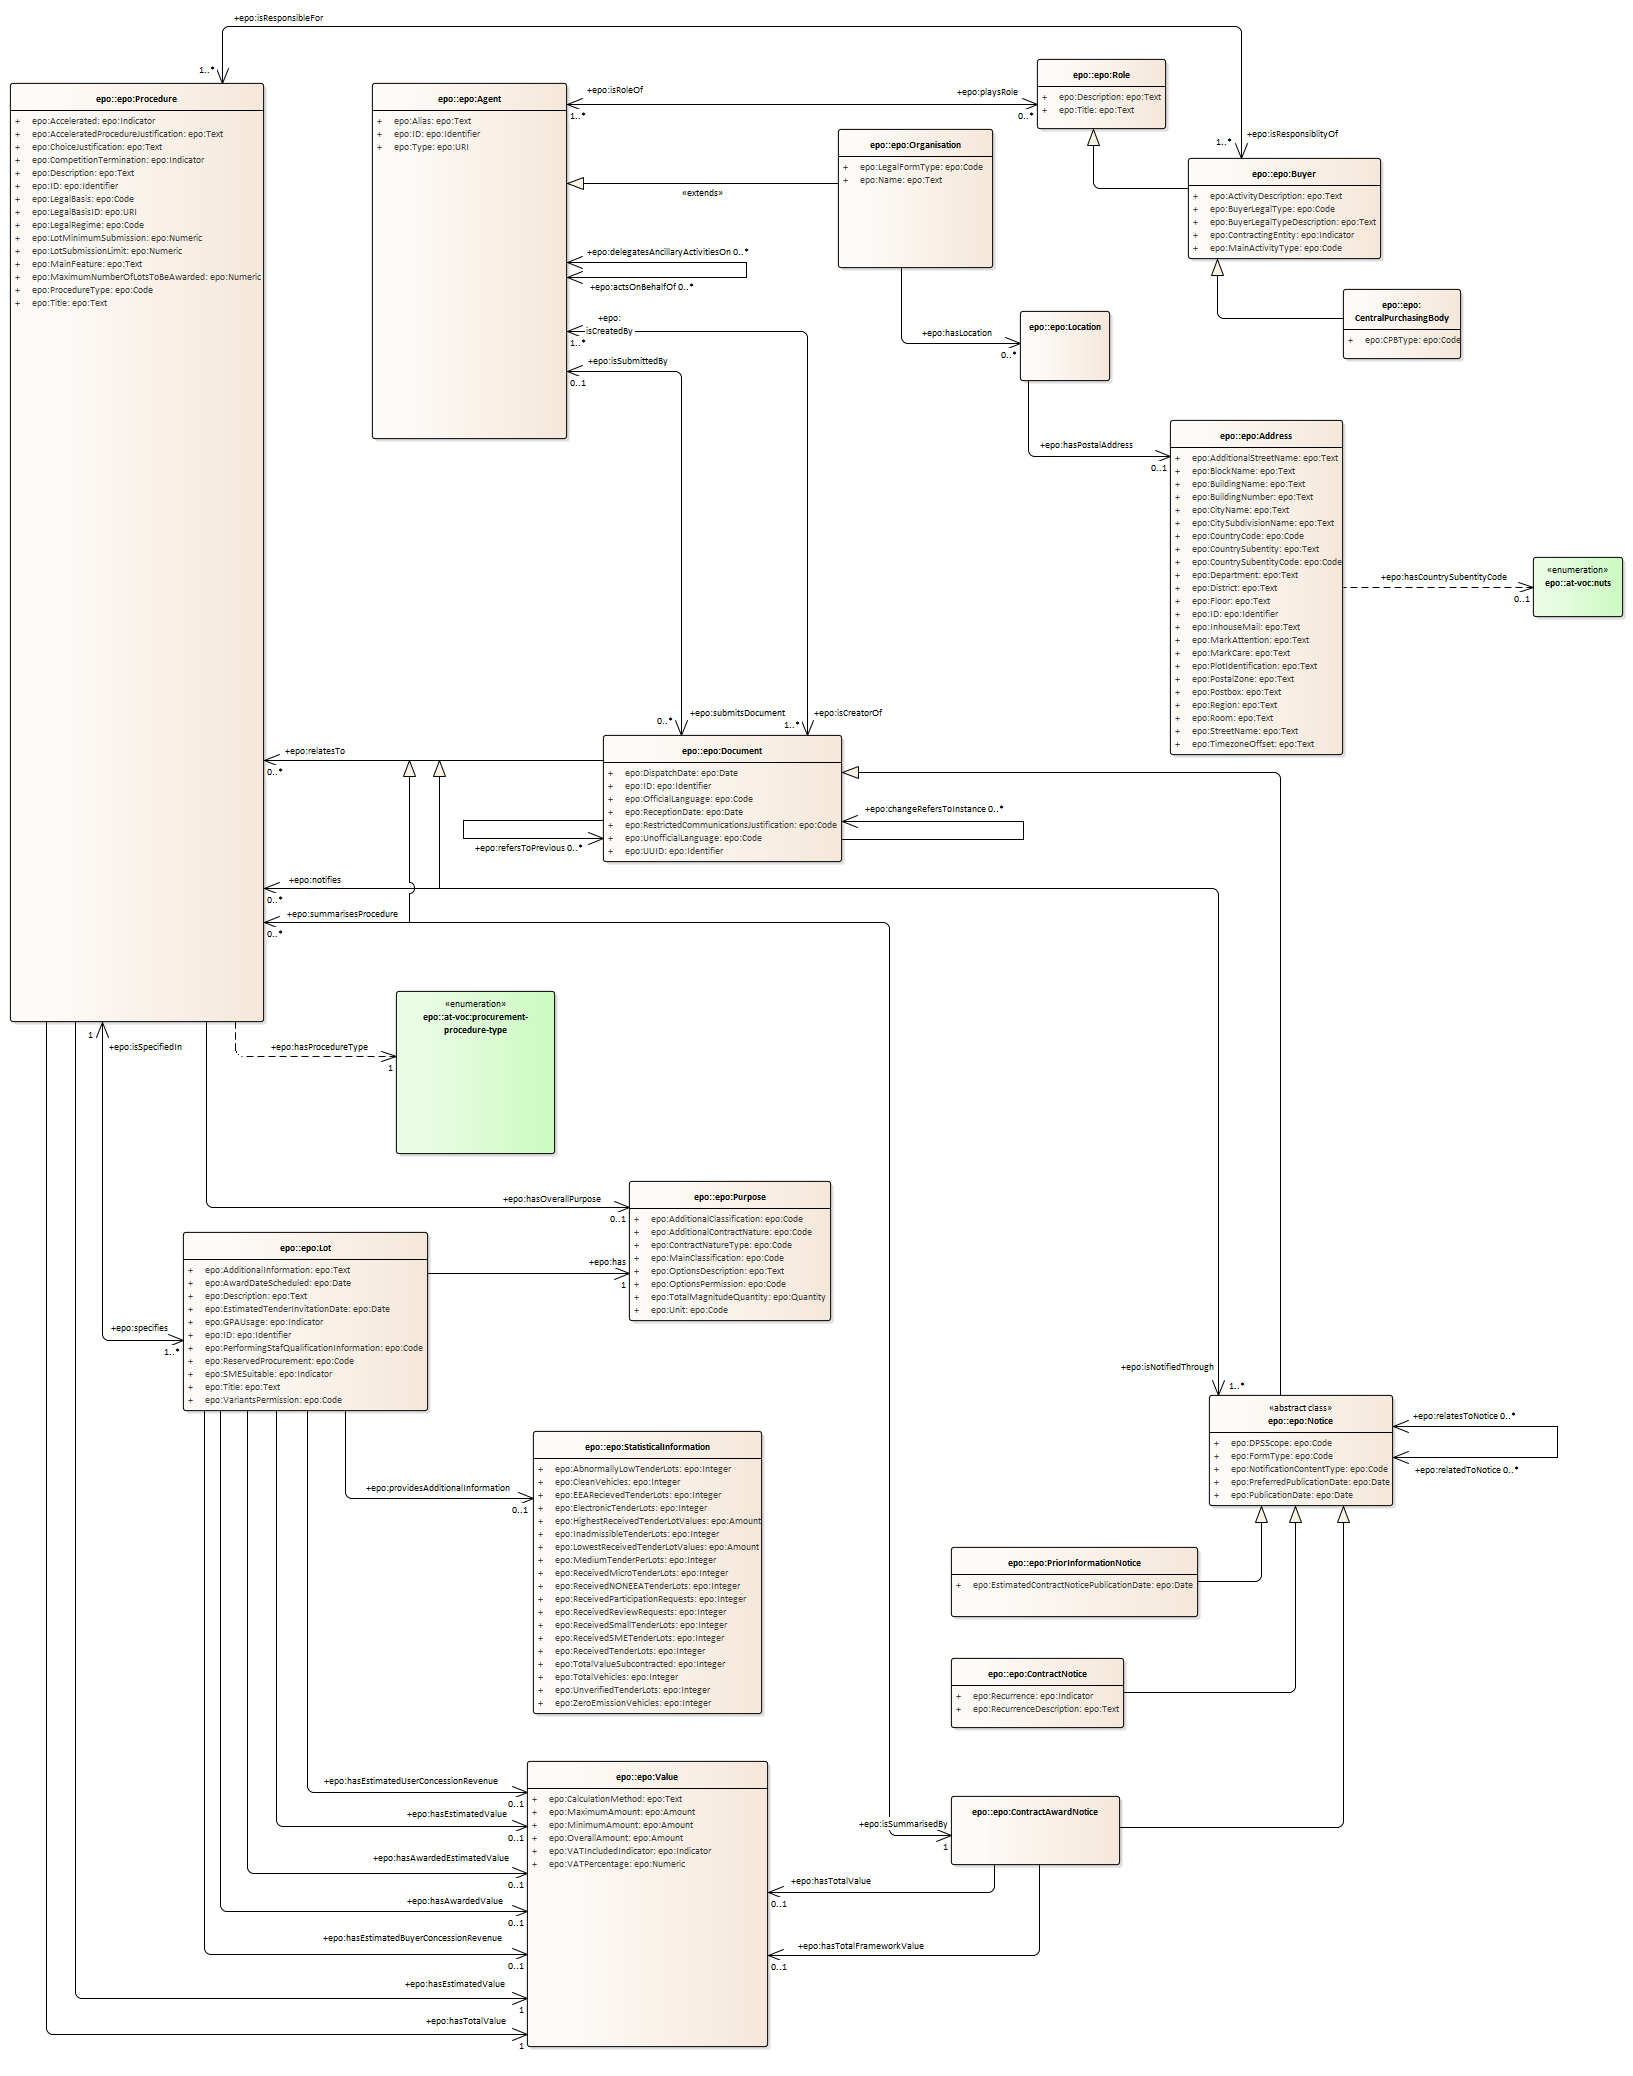 +epo:isResponsibleFor
1..*
epo::epo:Procedure
+ epo:Accelerated: epo:Indicator
+ epo:AcceleratedProcedureJustification: epo:Text
+ epo:ChoiceJustification: epo:Text
+ epo:CompetitionTermination: epo:Indicator
+ epo:Description: epo:Text
+ epo:ID: epo:Identifier
+ epo:LegalBasis: epo:Code
+ epo:LegalBasisID: epo:URI
+ epo:LegalRegime: epo:Code
+ epo:LotMinimumSubmission: epo:Numeric
+ epo:LotSubmissionLimit: epo:Numeric
+ epo:MainFeature: epo:Text
+ epo:MaximumNumberOfLotsToBeAwarded: epo:Numeric
+ epo:ProcedureType: epo:Code
+ epo:Title: epo:Text
epo::epo:Agent
+ epo:Alias: epo:Text
+ epo:ID: epo:Identifier
+ epo:Type: epo:URI
+epo:isRoleOf
1..*
+epo:playsRole
0..*
epo::epo:Role
+ epo:Description: epo:Text
+ epo:Title: epo:Text
epo::epo:Organisation
+ epo:LegalFormType: epo:Code
+ epo:Name: epo:Text
«extends»
+epo:isResponsiblityOf
1..*
epo::epo:Buyer
+ epo:ActivityDescription: epo:Text
+ epo:BuyerLegalType: epo:Code
+ epo:BuyerLegalTypeDescription: epo:Text
+ epo:ContractingEntity: epo:Indicator
+ epo:MainActivityType: epo:Code
+epo:delegatesAncillaryActivitiesOn 0..*
+epo:actsOnBehalfOf 0..*
epo::epo:
CentralPurchasingBody
+ epo:CPBType: epo:Code
+epo:
isCreatedBy
1..*
+epo:hasLocation
0..*
epo::epo:Location
+epo:isSubmittedBy
0..1
+epo:hasPostalAddress
0..1
epo::epo:Address
+ epo:AdditionalStreetName: epo:Text
+ epo:BlockName: epo:Text
+ epo:BuildingName: epo:Text
+ epo:BuildingNumber: epo:Text
+ epo:CityName: epo:Text
+ epo:CitySubdivisionName: epo:Text
+ epo:CountryCode: epo:Code
+ epo:CountrySubentity: epo:Text
+ epo:CountrySubentityCode: epo:Code
+ epo:Department: epo:Text
+ epo:District: epo:Text
+ epo:Floor: epo:Text
+ epo:ID: epo:Identifier
+ epo:InhouseMail: epo:Text
+ epo:MarkAttention: epo:Text
+ epo:MarkCare: epo:Text
+ epo:PlotIdentification: epo:Text
+ epo:PostalZone: epo:Text
+ epo:Postbox: epo:Text
+ epo:Region: epo:Text
+ epo:Room: epo:Text
+ epo:StreetName: epo:Text
+ epo:TimezoneOffset: epo:Text
+epo:hasCountrySubentityCode
0..1
«enumeration»
epo::at-voc:nuts
0..*
+epo:submitsDocument
1..*
+epo:isCreatorOf
epo::epo:Document
+ epo:DispatchDate: epo:Date
+ epo:ID: epo:Identifier
+ epo:OfficialLanguage: epo:Code
+ epo:ReceptionDate: epo:Date
+ epo:RestrictedCommunicationsJustification: epo:Code
+ epo:UnofficialLanguage: epo:Code
+ epo:UUID: epo:Identifier
+epo:relatesTo
0..*
+epo:changeRefersToInstance 0..*
+epo:refersToPrevious 0..*
+epo:notifies
0..*
+epo:summarisesProcedure
0..*
«enumeration»
epo::at-voc:procurement-
procedure-type
1
+epo:isSpecifiedIn
+epo:hasProcedureType
1
+epo:hasOverallPurpose
0..1
epo::epo:Purpose
+ epo:AdditionalClassification: epo:Code
+ epo:AdditionalContractNature: epo:Code
+ epo:ContractNatureType: epo:Code
+ epo:MainClassification: epo:Code
+ epo:OptionsDescription: epo:Text
+ epo:OptionsPermission: epo:Code
+ epo:TotalMagnitudeQuantity: epo:Quantity
+ epo:Unit: epo:Code
epo::epo:Lot
+ epo:AdditionalInformation: epo:Text
+ epo:AwardDateScheduled: epo:Date
+ epo:Description: epo:Text
+ epo:EstimatedTenderInvitationDate: epo:Date
+ epo:GPAUsage: epo:Indicator
+ epo:ID: epo:Identifier
+ epo:PerformingStafQualificationInformation: epo:Code
+ epo:ReservedProcurement: epo:Code
+ epo:SMESuitable: epo:Indicator
+ epo:Title: epo:Text
+ epo:VariantsPermission: epo:Code
+epo:has
1
+epo:specifies
1..*
+epo:isNotifiedThrough
1..*
«abstract class»
epo::epo:Notice
+ epo:DPSScope: epo:Code
+ epo:FormType: epo:Code
+ epo:NotificationContentType: epo:Code
+ epo:PreferredPublicationDate: epo:Date
+ epo:PublicationDate: epo:Date
+epo:relatesToNotice 0..*
+epo:relatedToNotice 0..*
epo::epo:StatisticalInformation
+ epo:AbnormallyLowTenderLots: epo:Integer
+ epo:CleanVehicles: epo:Integer
+ epo:EEARecievedTenderLots: epo:Integer
+ epo:ElectronicTenderLots: epo:Integer
+ epo:HighestReceivedTenderLotValues: epo:Amount
+ epo:InadmissibleTenderLots: epo:Integer
+ epo:LowestReceivedTenderLotValues: epo:Amount
+ epo:MediumTenderPerLots: epo:Integer
+ epo:ReceivedMicroTenderLots: epo:Integer
+ epo:ReceivedNONEEATenderLots: epo:Integer
+ epo:ReceivedParticipationRequests: epo:Integer
+ epo:ReceivedReviewRequests: epo:Integer
+ epo:ReceivedSmallTenderLots: epo:Integer
+ epo:ReceivedSMETenderLots: epo:Integer
+ epo:ReceivedTenderLots: epo:Integer
+ epo:TotalValueSubcontracted: epo:Integer
+ epo:TotalVehicles: epo:Integer
+ epo:UnverifiedTenderLots: epo:Integer
+ epo:ZeroEmissionVehicles: epo:Integer
+epo:providesAdditionalInformation
0..1
epo::epo:PriorInformationNotice
+ epo:EstimatedContractNoticePublicationDate: epo:Date
epo::epo:ContractNotice
+ epo:Recurrence: epo:Indicator
+ epo:RecurrenceDescription: epo:Text
epo::epo:Value
+ epo:CalculationMethod: epo:Text
+ epo:MaximumAmount: epo:Amount
+ epo:MinimumAmount: epo:Amount
+ epo:OverallAmount: epo:Amount
+ epo:VATIncludedIndicator: epo:Indicator
+ epo:VATPercentage: epo:Numeric
+epo:hasEstimatedUserConcessionRevenue
0..1
+epo:hasEstimatedValue
0..1
+epo:hasAwardedEstimatedValue
0..1
+epo:hasAwardedValue
0..1
+epo:hasEstimatedBuyerConcessionRevenue
0..1
+epo:hasEstimatedValue
1
+epo:hasTotalValue
1
epo::epo:ContractAwardNotice
+epo:isSummarisedBy
1
+epo:hasTotalValue
0..1
+epo:hasTotalFrameworkValue
0..1